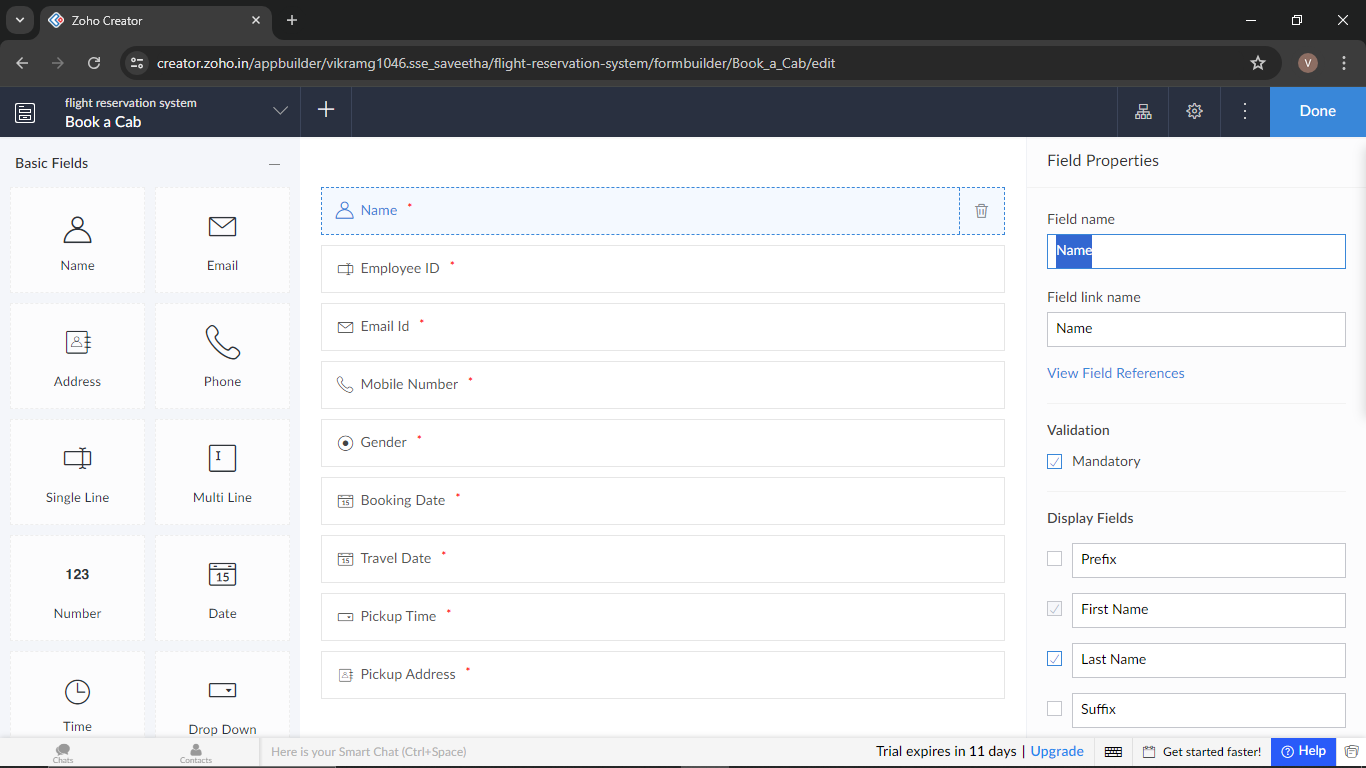 Zoho Creator
creator.zoho.in/appbuilder/vikramg1046.sse_saveetha/flight-reservation-system/formbuilder/Book_a_Cab/edit
V
flight reservation system
Book a Cab
Done
Basic Fields
Name
Email
Address
Phone
Single Line
Multi Line
123
Number
15
Date
Time
Drop Down
Name *
Employee ID *
Email Id *
Mobile Number *
Gender *
15 Booking Date *
15 Travel Date *
Pickup Time *
Pickup Address *
Field Properties
Field name
Name
Field link name
Name
View Field References
Validation
Mandatory
Display Fields
Prefix
First Name
Last Name
Suffix
Chats
Contacts
Here is your Smart Chat (Ctrl+Space)
Trial expires in 11 days | Upgrade
Get started faster!
? Help